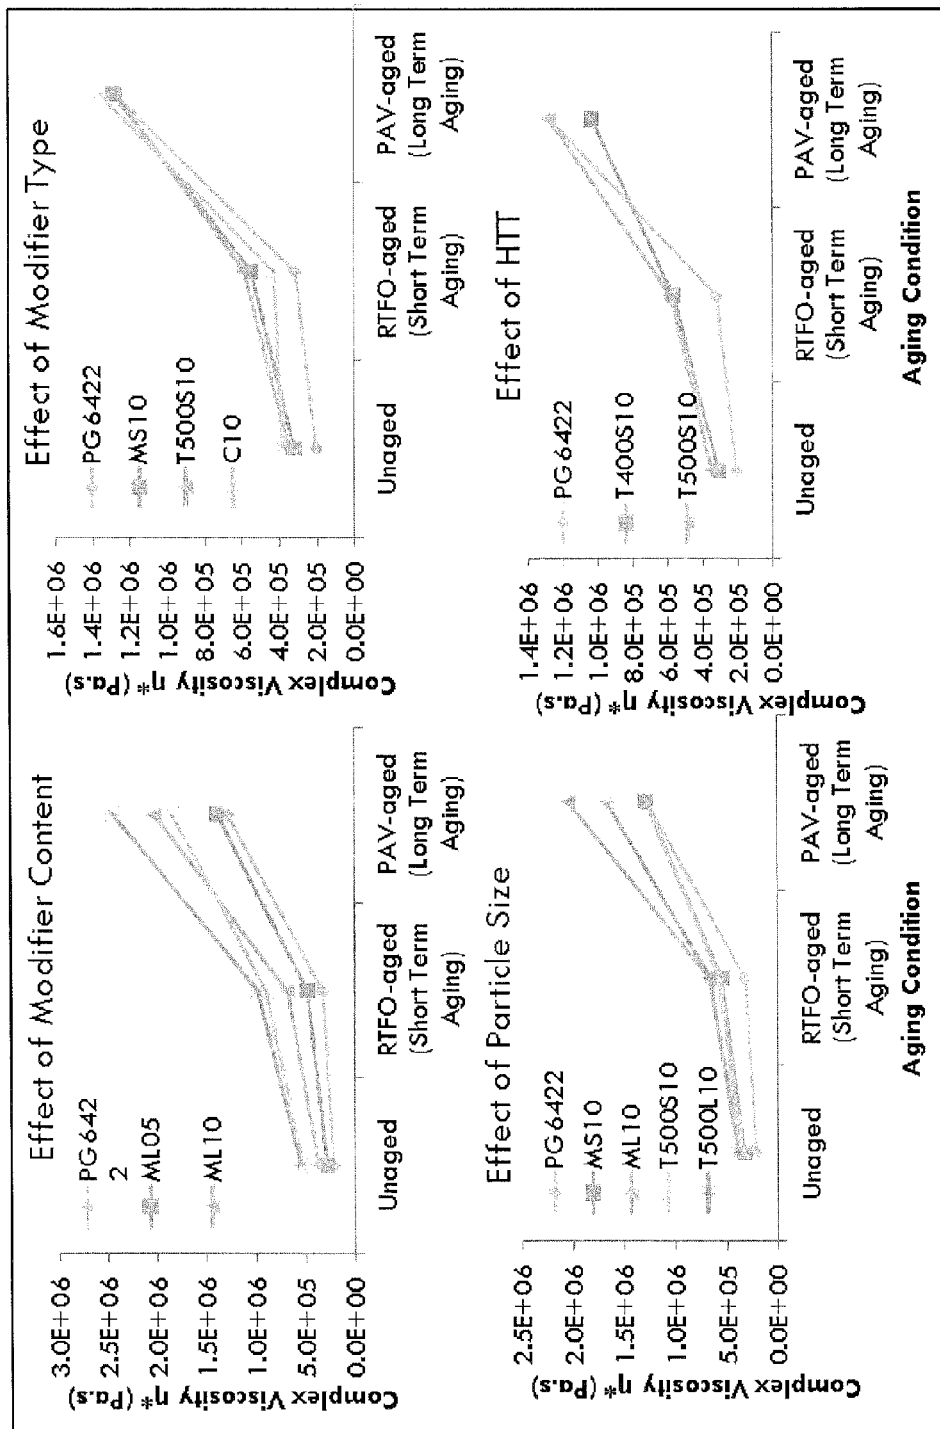 Effect of Modifier Content
3.0E+06
2.5E+06
2.0E+06
1.5E+06
1.0E+06
5.0E+05
0.0E+00
Complex Viscosity η* (Pa.s)
PG642
2
ML05
ML10
Unaged
RTFO-aged
(Short Term
Aging)
PAV-aged
(Long Term
Aging)
Effect of Modifier Type
1.6E+06
1.4E+06
1.2E+06
1.0E+06
8.0E+05
6.0E+05
4.0E+05
2.0E+05
0.0E+00
Complex Viscosity η* (Pa.s)
PG6422
MS10
T500S10
C10
Unaged
RTFO-aged
(Short Term
Aging)
PAV-aged
(Long Term
Aging)
Effect of Particle Size
2.5E+06
2.0E+06
1.5E+06
1.0E+06
5.0E+05
0.0E+00
Complex Viscosity η* (Pa.s)
PG6422
MS10
ML10
T500S10
T500L10
Unaged
RTFO-aged
(Short Term
Aging)
PAV-aged
(Long Term
Aging)
Aging Condition
Effect of HTT
1.4E+06
1.2E+06
1.0E+06
8.0E+05
6.0E+05
4.0E+05
2.0E+05
0.0E+00
Complex Viscosity η* (Pa.s)
PG6422
T400S10
T500S10
Unaged
RTFO-aged
(Short Term
Aging)
PAV-aged
(Long Term
Aging)
Aging Condition